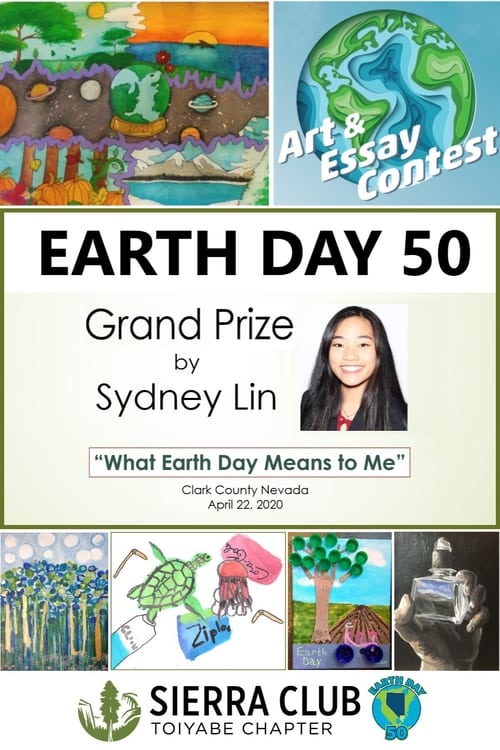 Art &
Essay
Contest
EARTH DAY 50
Grand Prize
by
Sydney Lin
“What Earth Day Means to Me”
Clark County Nevada
April 22, 2020
Ziploc
Earth
Day
SIERRA CLUB
TOIYABE CHAPTER
EARTH DAY
50